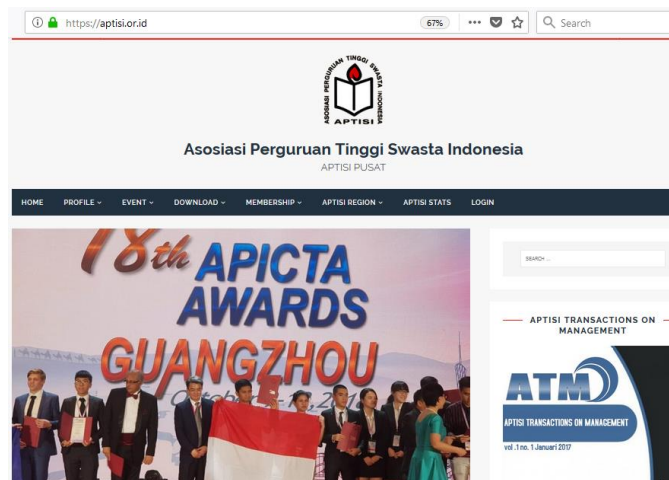 https://aptisi.or.id
67%
Search
ASOSIASI PERGURUAN TINGGI SWASTA INDONESIA
APTISI
Asosiasi Perguruan Tinggi Swasta Indonesia
APTISI PUSAT
HOME PROFILE EVENT DOWNLOAD MEMBERSHIP APTISI REGION APTISI STATS LOGIN
18th APICTA
AWARDS
GUANGZHOU
SEARCH ...
APTISI TRANSACTIONS ON
MANAGEMENT
ATM
APTISI TRANSACTIONS ON MANAGEMENT
vol .1 no. 1 Januari 2017